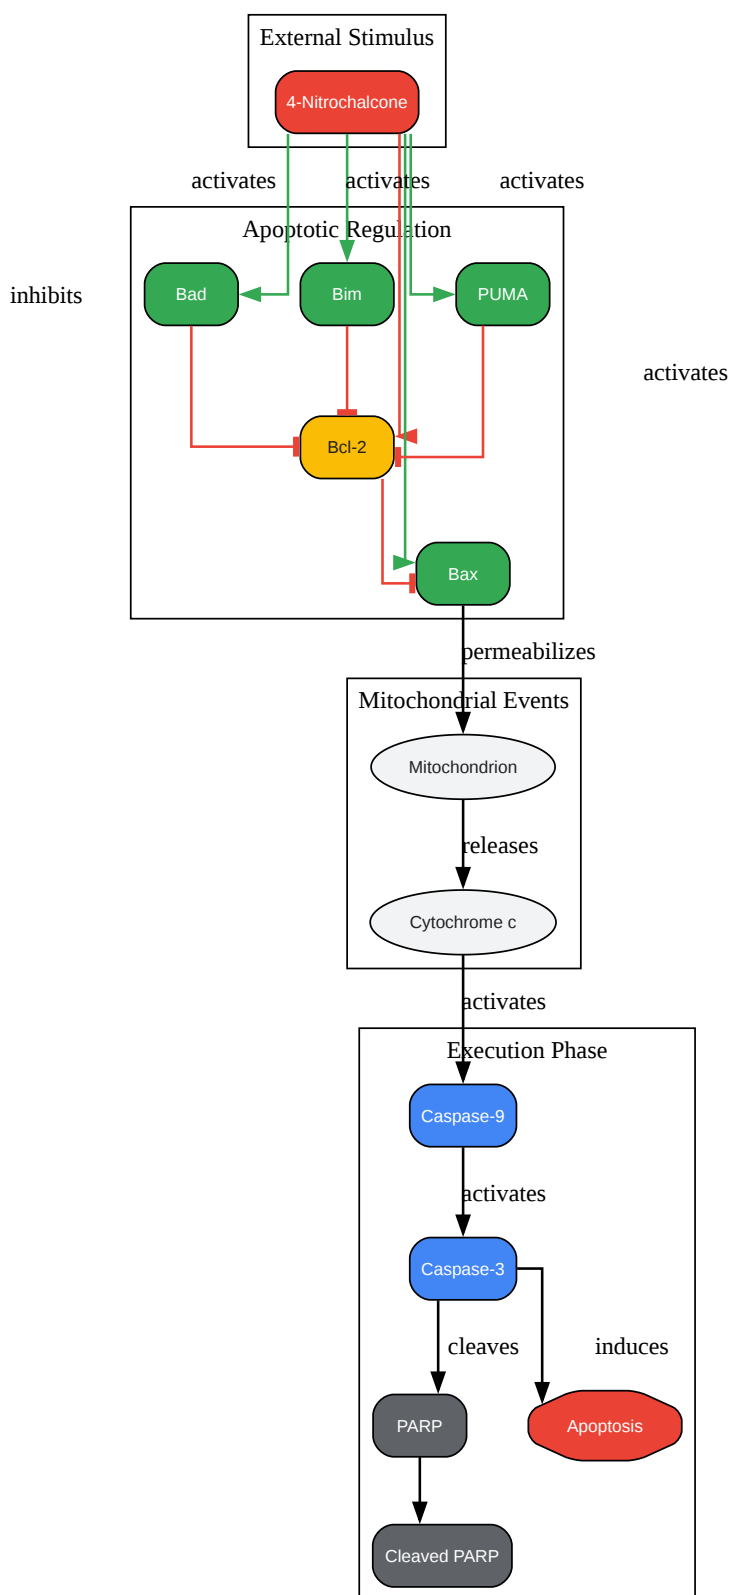 External Stimulus
4-Nitrochalcone
activates
activates
activates
Apoptotic Regulation
inhibits
Bad
Bim
PUMA
activates
Bcl-2
Bax
permeabilizes
Mitochondrial Events
Mitochondrion
releases
Cytochrome c
activates
Execution Phase
Caspase-9
activates
Caspase-3
cleaves
induces
PARP
Apoptosis
Cleaved PARP